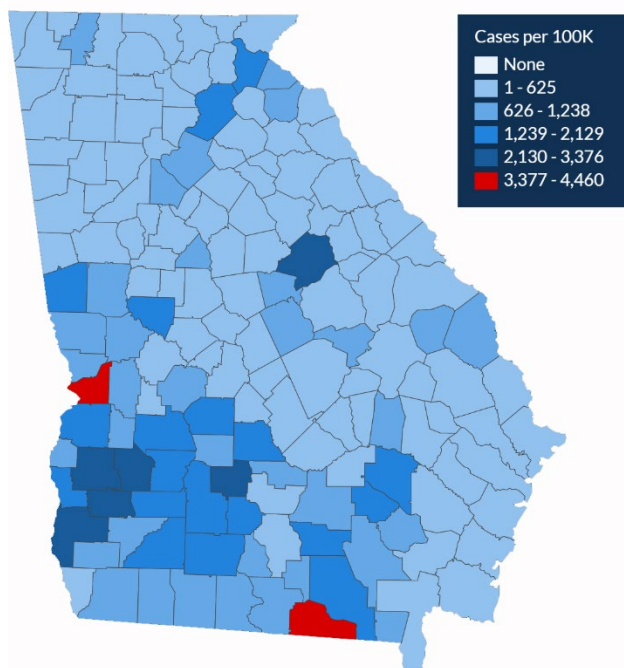 Cases per 100K
None
1 - 625
626 - 1,238
1,239 - 2,129
2,130 - 3,376
3,377 - 4,460